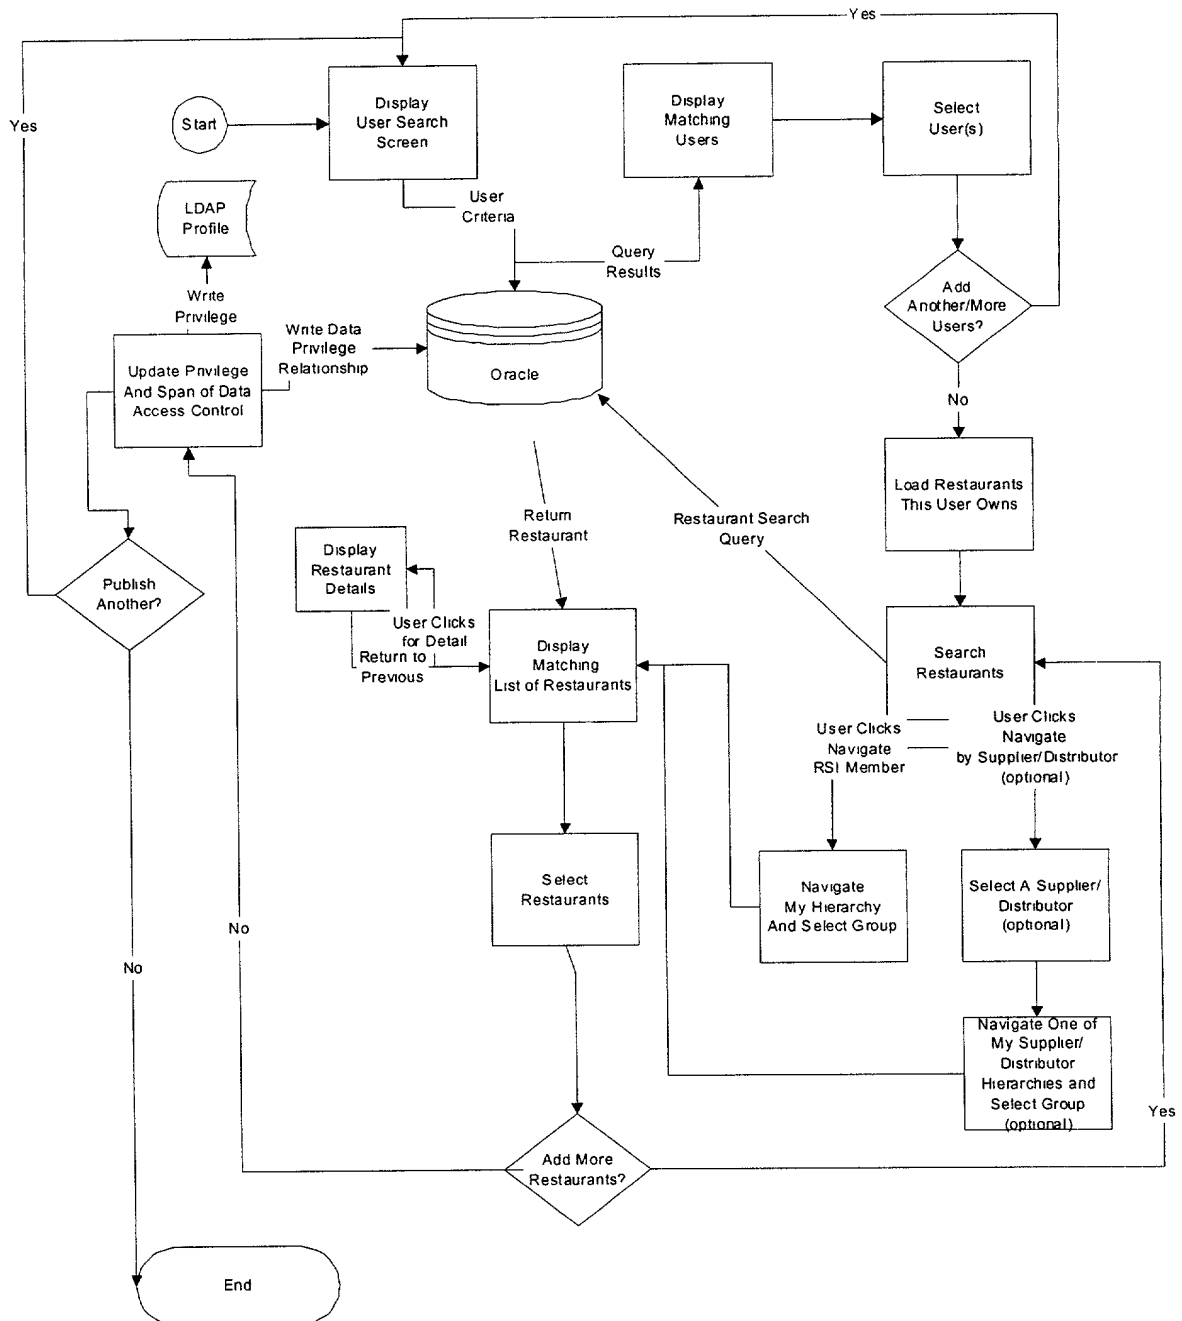 Yes
Yes
Start
Display
User Search
Screen
Display
Matching
Users
Select
User(s)
LDAP
Profile
User
Criteria
Query
Results
Write
Privilege
Add
Another/More
Users?
Write Data
Privilege
Relationship
Update Privilege
And Span of Data
Access Control
Oracle
No
Load Restaurants
This User Owns
Return
Restaurant
Restaurant Search
Query
Display
Restaurant
Details
Publish
Another?
User Clicks
for Detail
Return to
Previous
Display
Matching
List of Restaurants
Search
Restaurants
User Clicks
Navigate
RSI Member
User Clicks
Navigate
by Supplier/Distributor
(optional)
Select
Restaurants
Navigate
My Hierarchy
And Select Group
Select A Supplier/
Distributor
(optional)
No
No
Navigate One of
My Supplier/
Distributor
Hierarchies and
Select Group
(optional)
Yes
Add More
Restaurants?
End